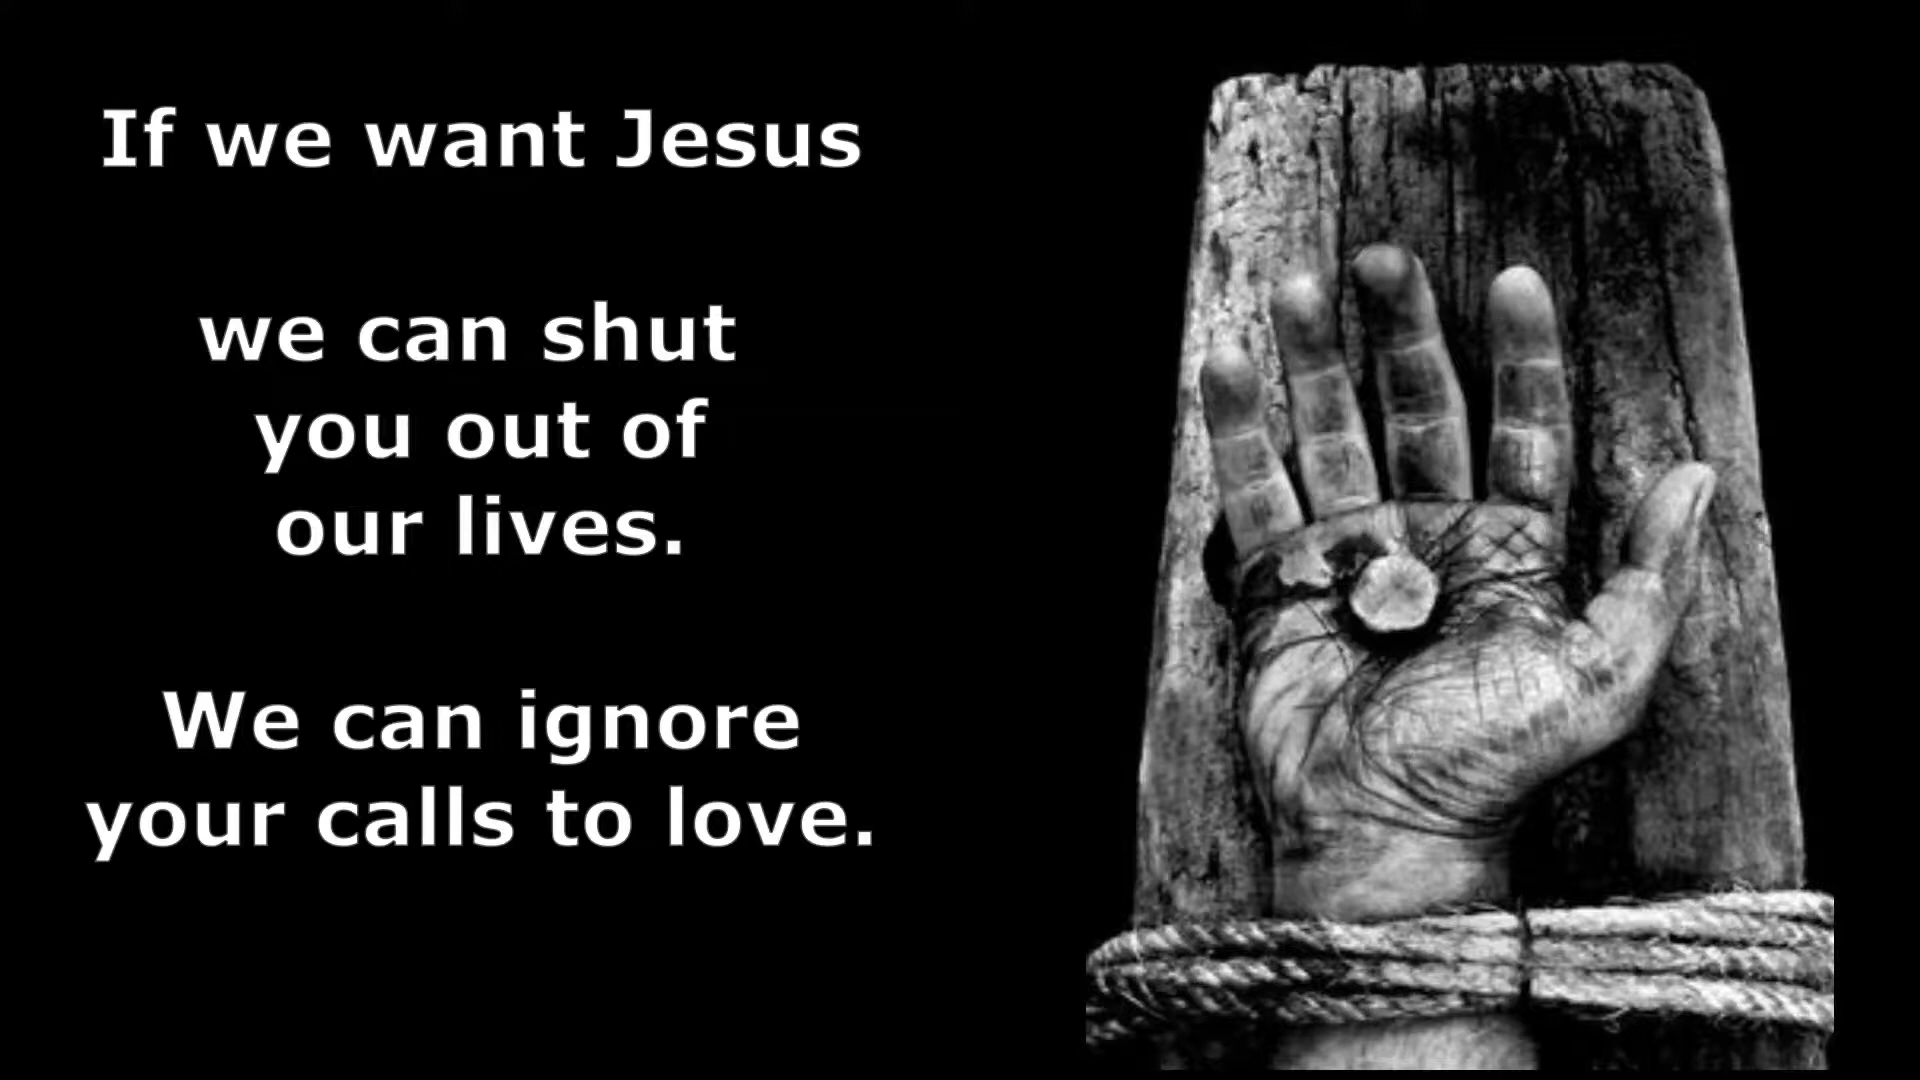 If we want Jesus
we can shut
you out of
our lives.
We can ignore
your calls to love.